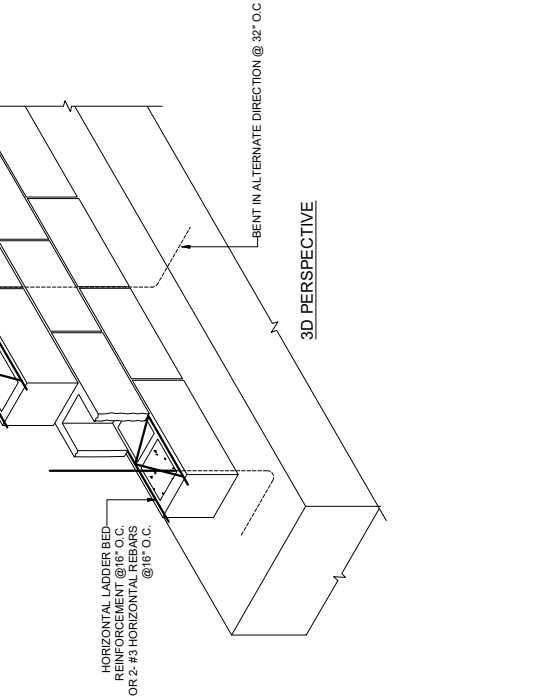 HORIZONTAL LADDER BED
REINFORCEMENT @16" O.C.
OR 2- #3 HORIZONTAL REBARS
@16" O.C.
BENT IN ALTERNATE DIRECTION @ 32" O.C
3D PERSPECTIVE